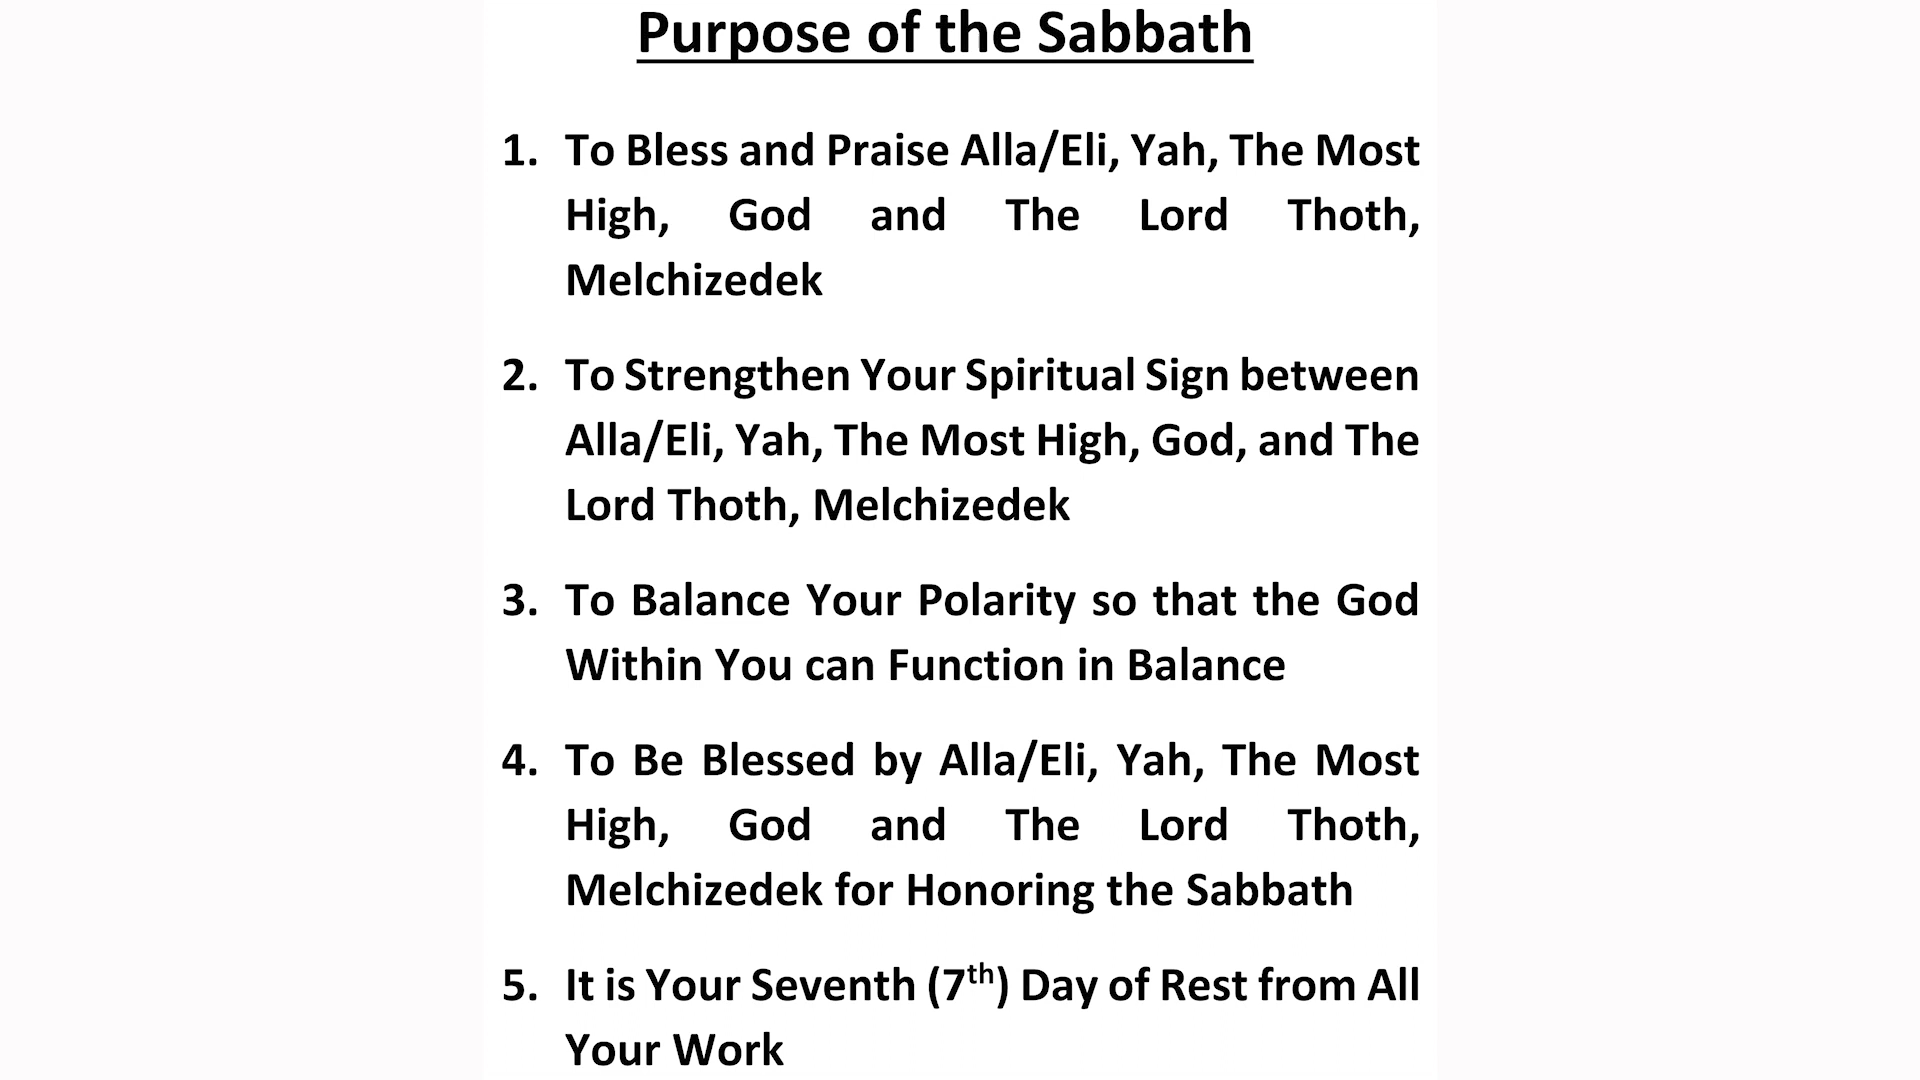 Purpose of the Sabbath
1. To Bless and Praise Alla/Eli, Yah, The Most
High, God and The Lord Thoth,
Melchizedek
2. To Strengthen Your Spiritual Sign between
Alla/Eli, Yah, The Most High, God, and The
Lord Thoth, Melchizedek
3. To Balance Your Polarity so that the God
Within You can Function in Balance
4. To Be Blessed by Alla/Eli, Yah, The Most
High, God and The Lord Thoth,
Melchizedek for Honoring the Sabbath
5. It is Your Seventh (7th) Day of Rest from All
Your Work